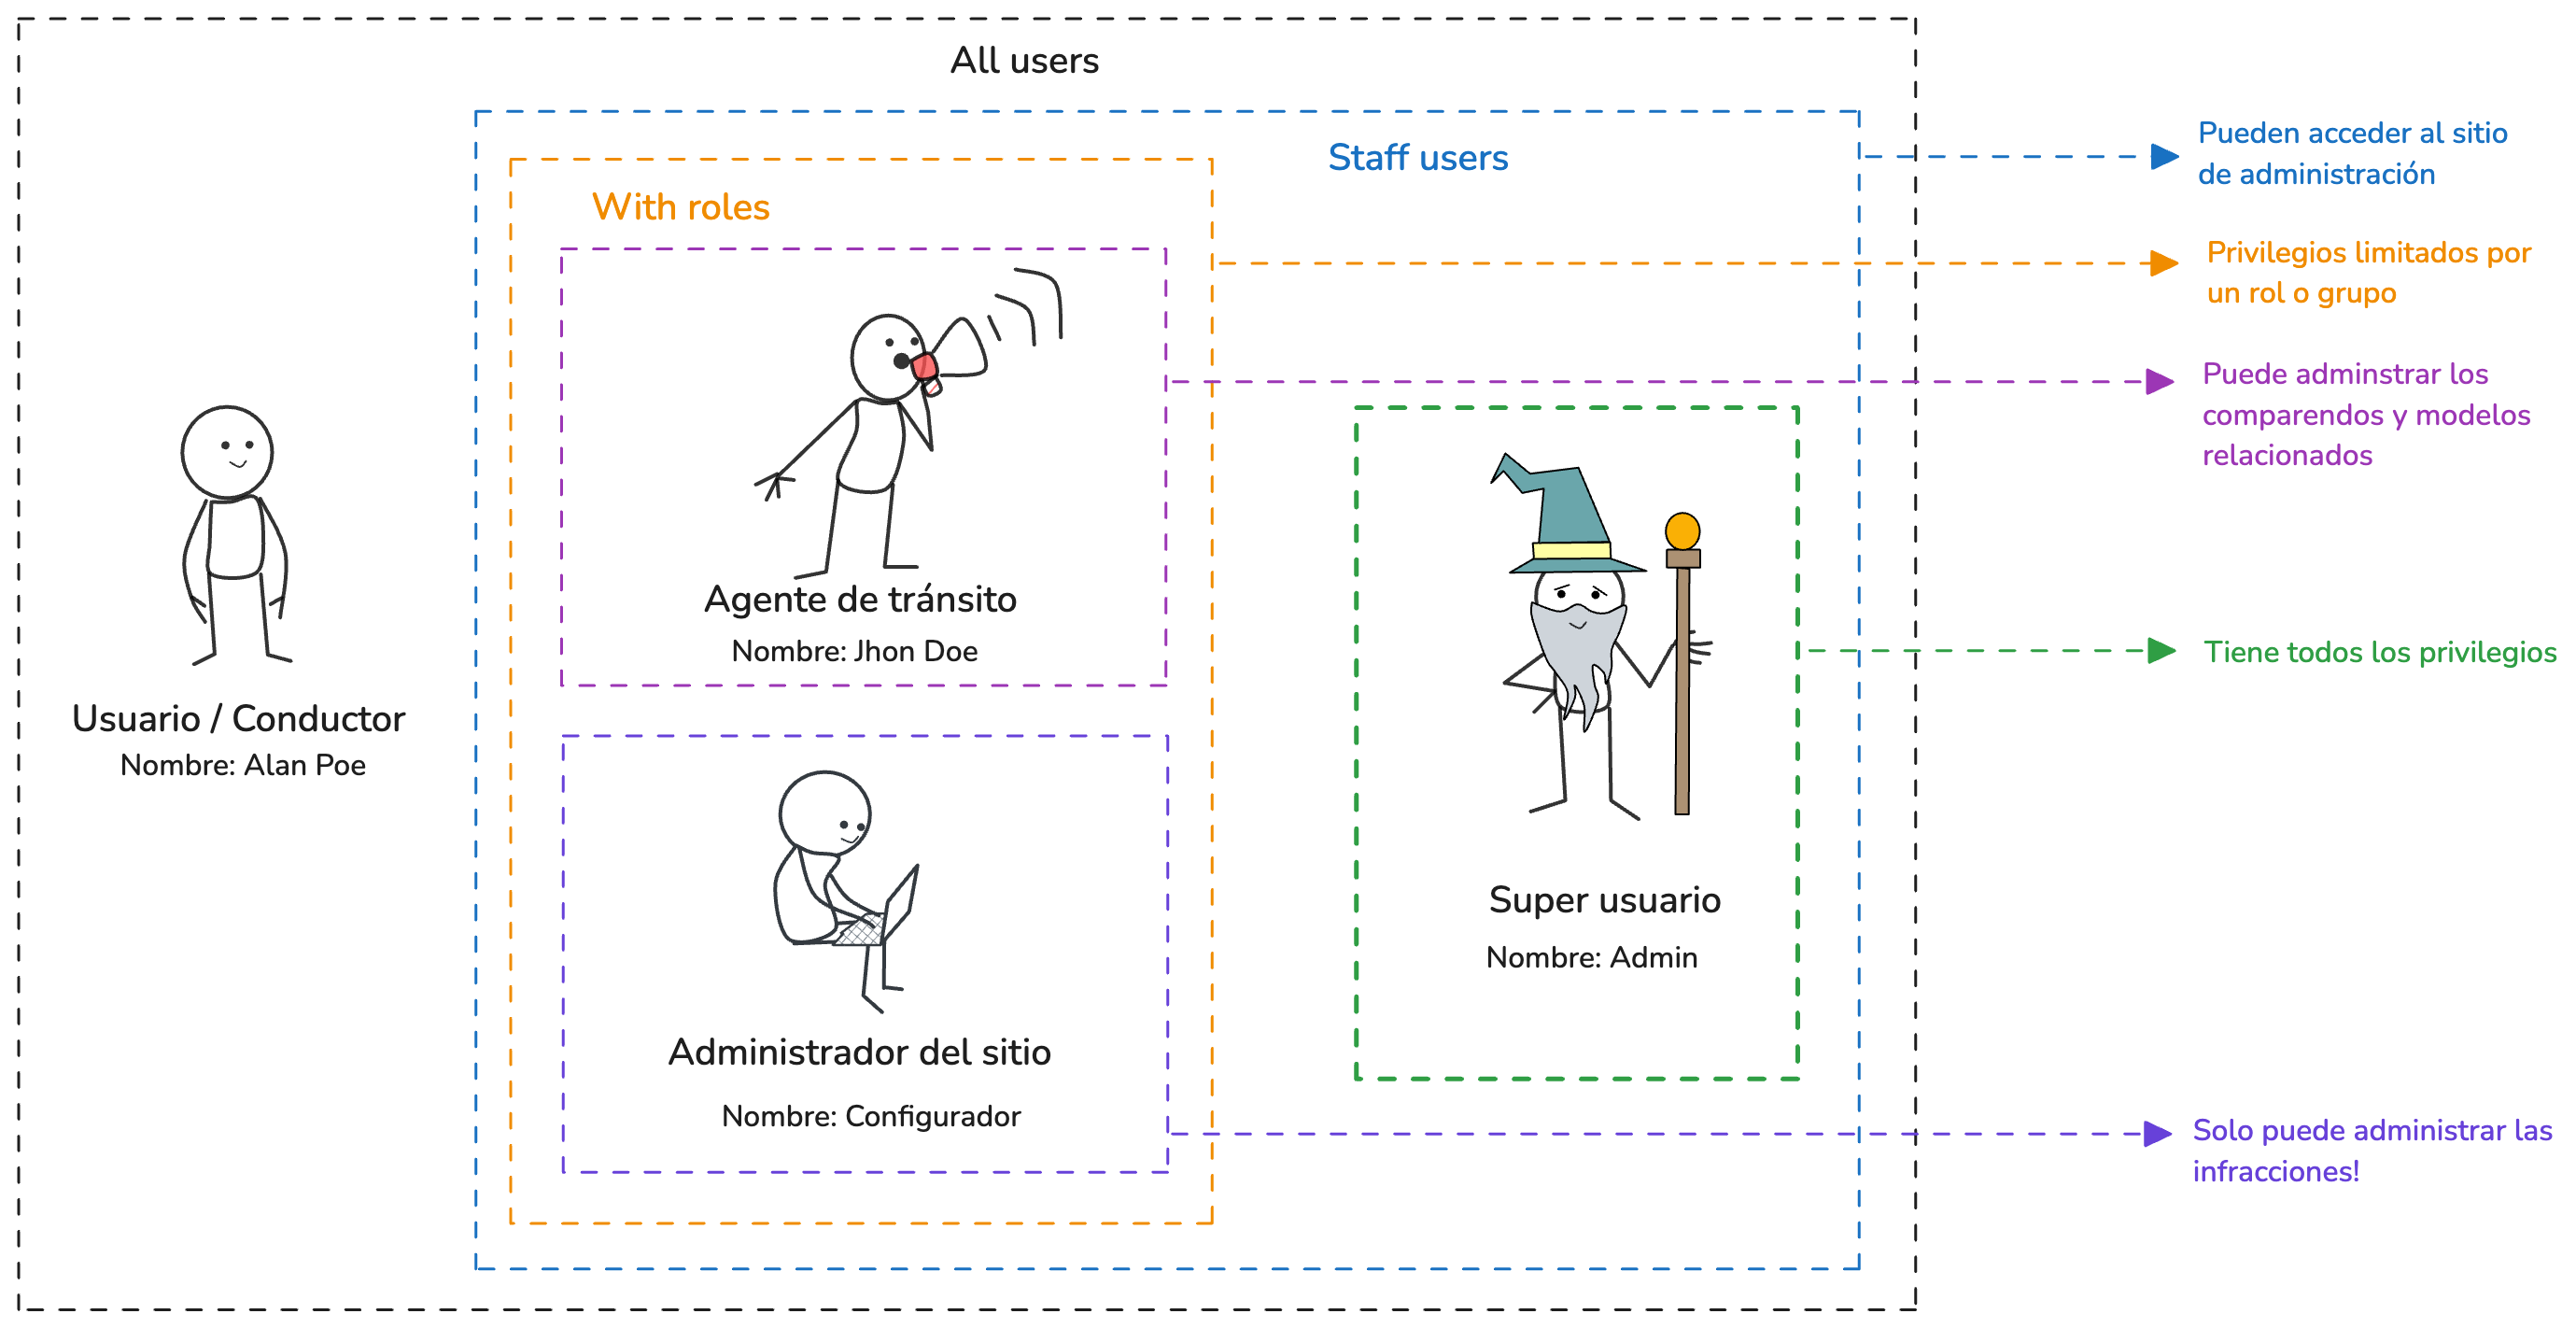 All users
Staff users
With roles
Agente de tránsito
Nombre: Jhon Doe
Usuario / Conductor
Nombre: Alan Poe
Administrador del sitio
Nombre: Configurador
Super usuario
Nombre: Admin
Pueden acceder al sitio
de administración
Privilegios limitados por
un rol o grupo
Puede adminstrar los
comparendos y modelos
relacionados
Tiene todos los privilegios
Solo puede administrar las
infracciones!